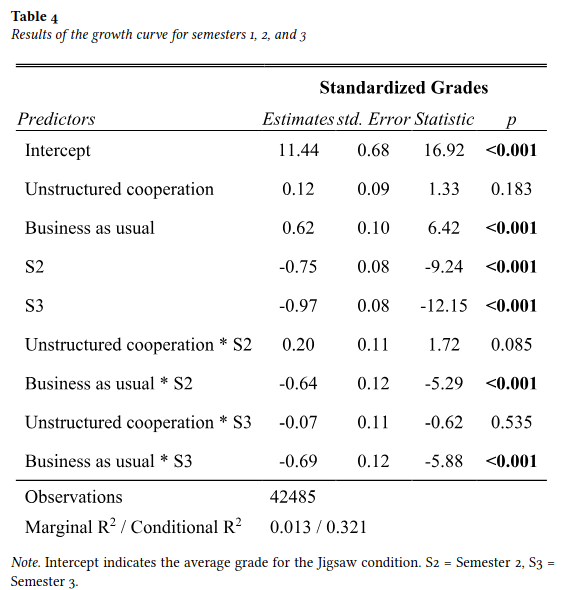 Table 4
Results of the growth curve for semesters 1, 2, and 3
Standardized Grades
Predictors Estimates std. Error Statistic p
Intercept 11.44 0.68 16.92 <0.001
Unstructured cooperation 0.12 0.09 1.33 0.183
Business as usual 0.62 0.10 6.42 <0.001
S2 -0.75 0.08 -9.24 <0.001
S3 -0.97 0.08 -12.15 <0.001
Unstructured cooperation * S2 0.20 0.11 1.72 0.085
Business as usual * S2 -0.64 0.12 -5.29 <0.001
Unstructured cooperation * S3 -0.07 0.11 -0.62 0.535
Business as usual * S3 -0.69 0.12 -5.88 <0.001
Observations 42485
Marginal R² / Conditional R² 0.013 / 0.321
Note. Intercept indicates the average grade for the Jigsaw condition. S2 = Semester 2, S3 =
Semester 3.